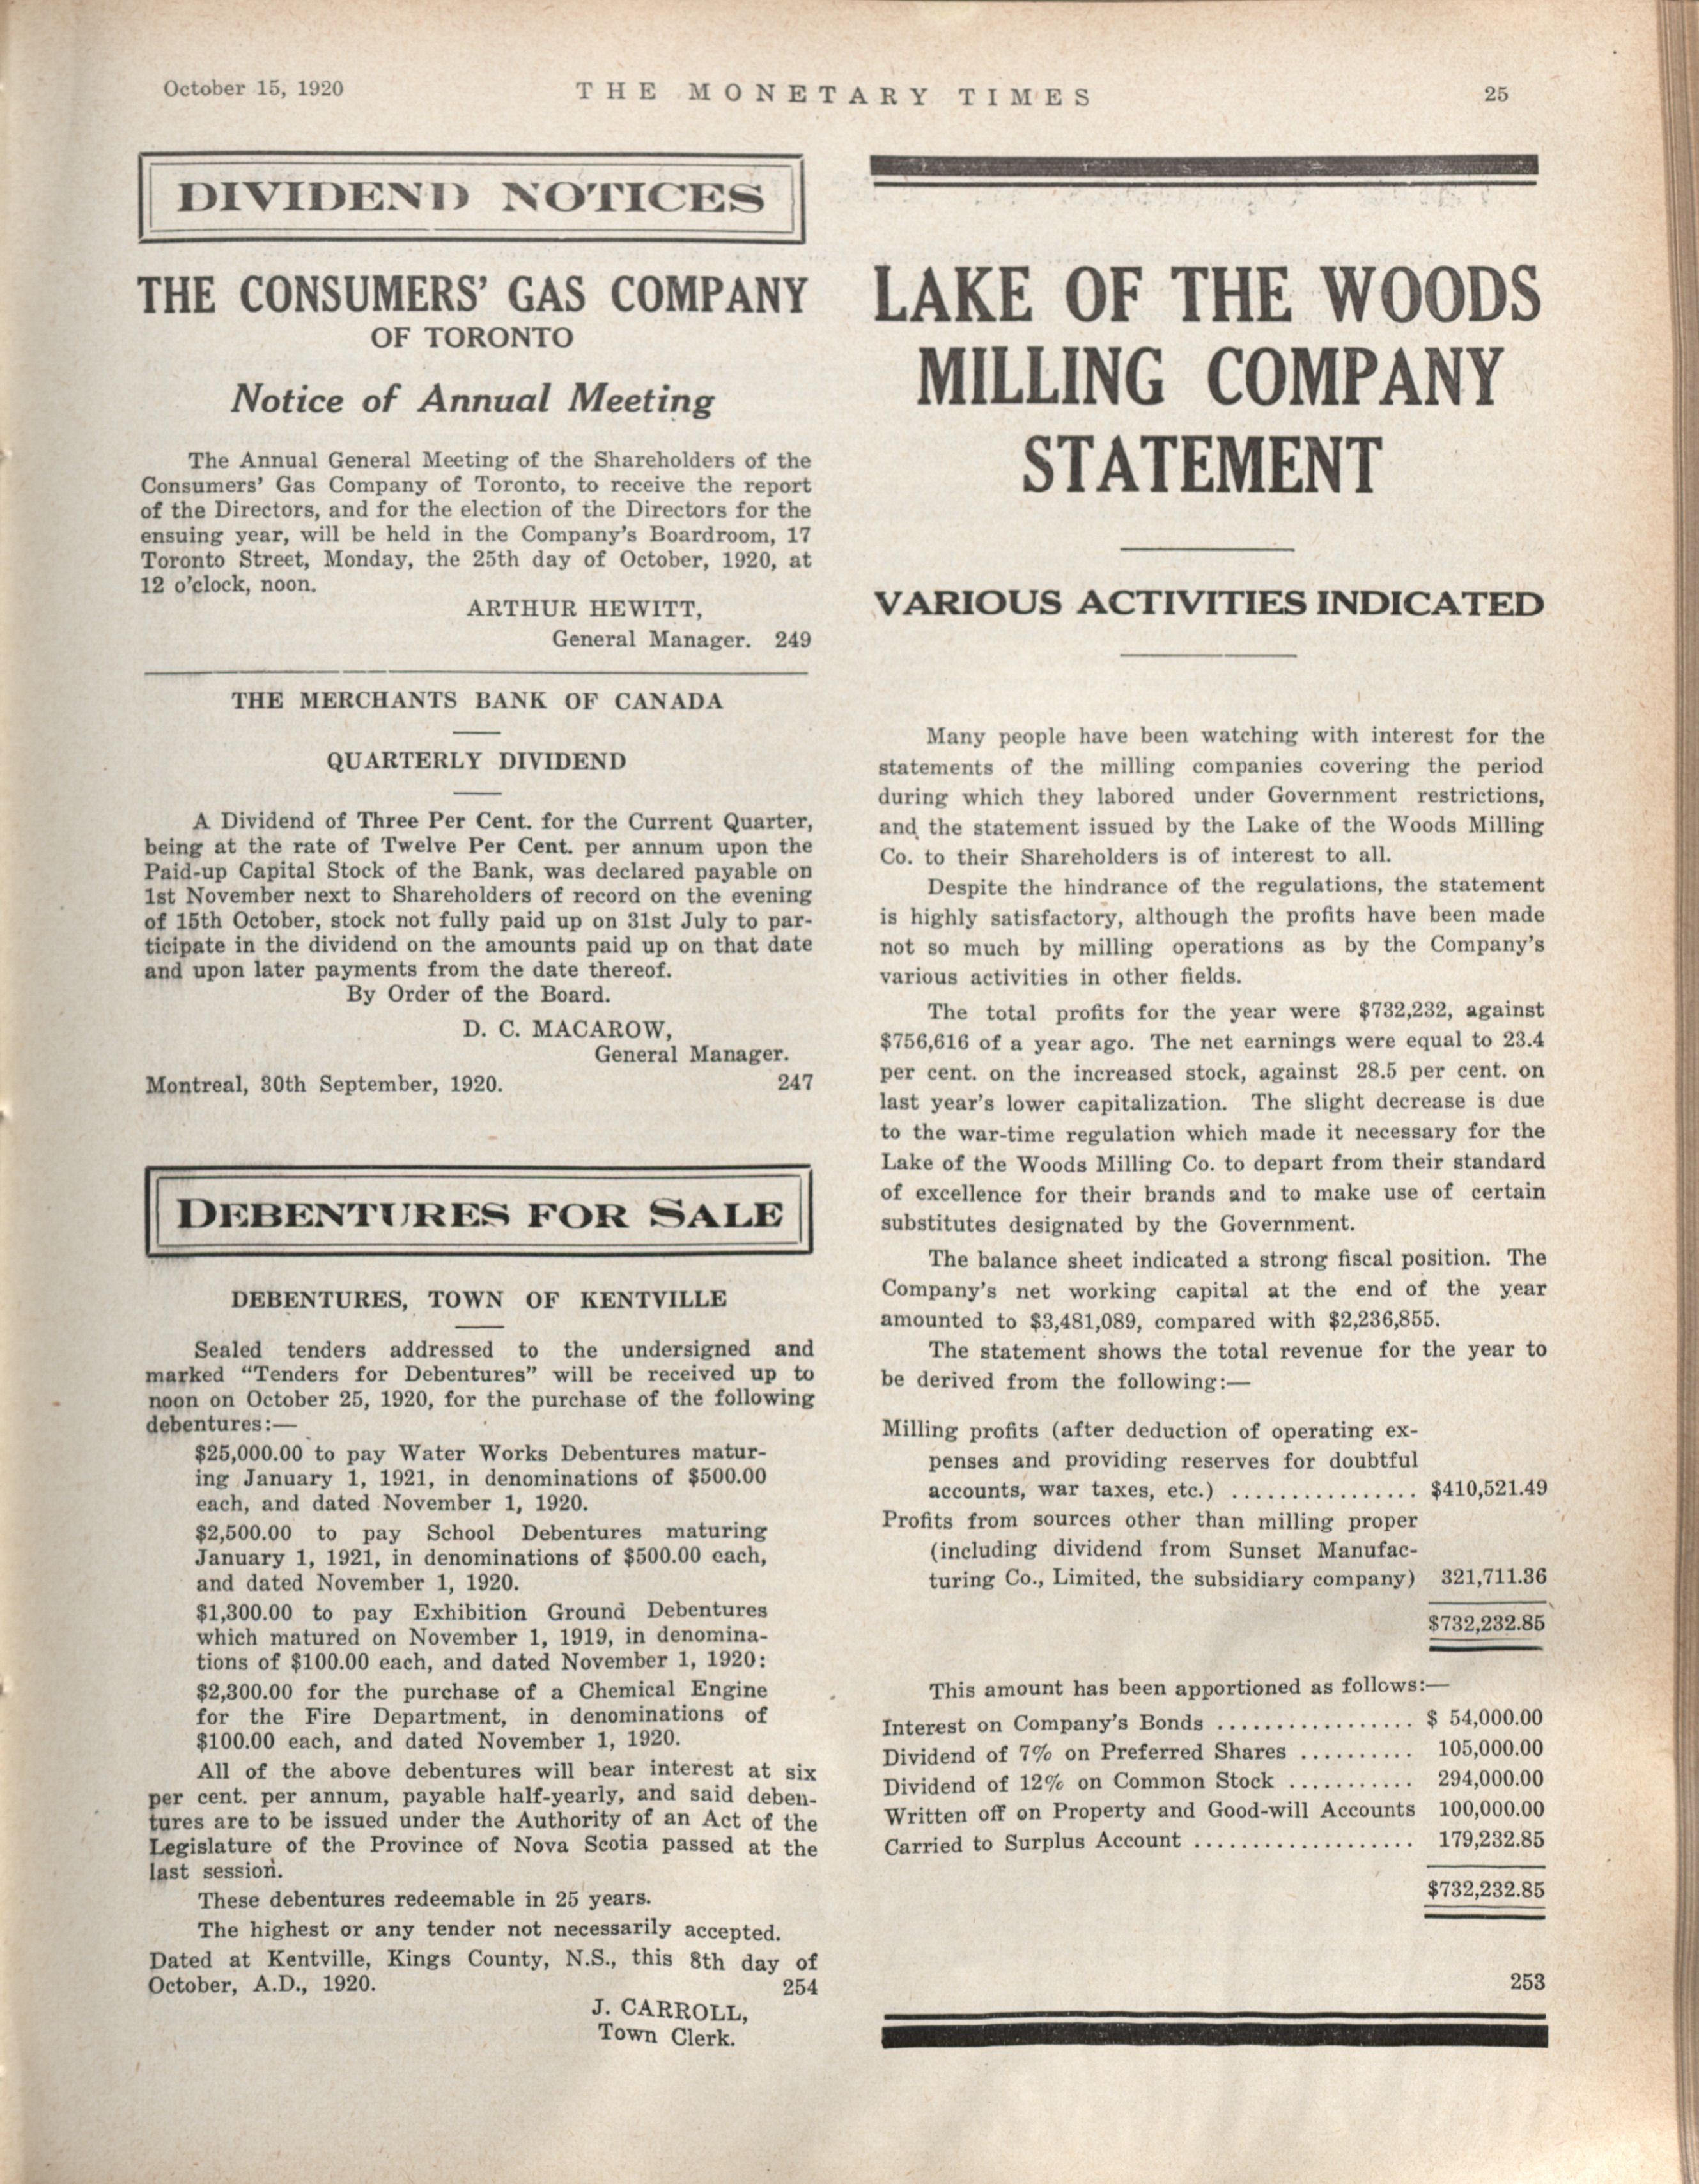 October 15, 1920
THE MONETARY TIMES
25
DIVIDEND NOTICES
THE CONSUMERS' GAS COMPANY
OF TORONTO
Notice of Annual Meeting
The Annual General Meeting of the Shareholders of the
Consumers' Gas Company of Toronto, to receive the report
of the Directors, and for the election of the Directors for the
ensuing year, will be held in the Company's Boardroom, 17
Toronto Street, Monday, the 25th day of October, 1920, at
12 o'clock, noon.
ARTHUR HEWITT,
General Manager. 249
THE MERCHANTS BANK OF CANADA
QUARTERLY DIVIDEND
A Dividend of Three Per Cent. for the Current Quarter,
being at the rate of Twelve Per Cent. per annum upon the
Paid-up Capital Stock of the Bank, was declared payable on
1st November next to Shareholders of record on the evening
of 15th October, stock not fully paid up on 31st July to par-
ticipate in the dividend on the amounts paid up on that date
and upon later payments from the date thereof.
By Order of the Board.
D. C. MACAROW,
General Manager.
Montreal, 30th September, 1920. 247
DEBENTURES FOR SALE
DEBENTURES, TOWN OF KENTVILLE
Sealed tenders addressed to the undersigned and
marked "Tenders for Debentures" will be received up to
noon on October 25, 1920, for the purchase of the following
debentures:—
$25,000.00 to pay Water Works Debentures matur-
ing January 1, 1921, in denominations of $500.00
each, and dated November 1, 1920.
$2,500.00 to pay School Debentures maturing
January 1, 1921, in denominations of $500.00 each,
and dated November 1, 1920.
$1,300.00 to pay Exhibition Ground Debentures
which matured on November 1, 1919, in denomina-
tions of $100.00 each, and dated November 1, 1920:
$2,300.00 for the purchase of a Chemical Engine
for the Fire Department, in denominations of
$100.00 each, and dated November 1, 1920.
All of the above debentures will bear interest at six
per cent. per annum, payable half-yearly, and said deben-
tures are to be issued under the Authority of an Act of the
Legislature of the Province of Nova Scotia passed at the
last session.
These debentures redeemable in 25 years.
The highest or any tender not necessarily accepted.
Dated at Kentville, Kings County, N.S., this 8th day of
October, A.D., 1920. 254
J. CARROLL,
Town Clerk.
LAKE OF THE WOODS
MILLING COMPANY
STATEMENT
VARIOUS ACTIVITIES INDICATED
Many people have been watching with interest for the
statements of the milling companies covering the period
during which they labored under Government restrictions,
and the statement issued by the Lake of the Woods Milling
Co. to their Shareholders is of interest to all.
Despite the hindrance of the regulations, the statement
is highly satisfactory, although the profits have been made
not so much by milling operations as by the Company's
various activities in other fields.
The total profits for the year were $732,232, against
$756,616 of a year ago. The net earnings were equal to 23.4
per cent. on the increased stock, against 28.5 per cent. on
last year's lower capitalization. The slight decrease is due
to the war-time regulation which made it necessary for the
Lake of the Woods Milling Co. to depart from their standard
of excellence for their brands and to make use of certain
substitutes designated by the Government.
The balance sheet indicated a strong fiscal position. The
Company's net working capital at the end of the year
amounted to $3,481,089, compared with $2,236,855.
The statement shows the total revenue for the year to
be derived from the following:—
Milling profits (after deduction of operating ex-
penses and providing reserves for doubtful
accounts, war taxes, etc.) ................ $410,521.49
Profits from sources other than milling proper
(including dividend from Sunset Manufac-
turing Co., Limited, the subsidiary company) 321,711.36
$732,232.85
This amount has been apportioned as follows:—
Interest on Company's Bonds ................. $ 54,000.00
Dividend of 7% on Preferred Shares .......... 105,000.00
Dividend of 12% on Common Stock ........... 294,000.00
Written off on Property and Good-will Accounts 100,000.00
Carried to Surplus Account ................... 179,232.85
$732,232.85
253